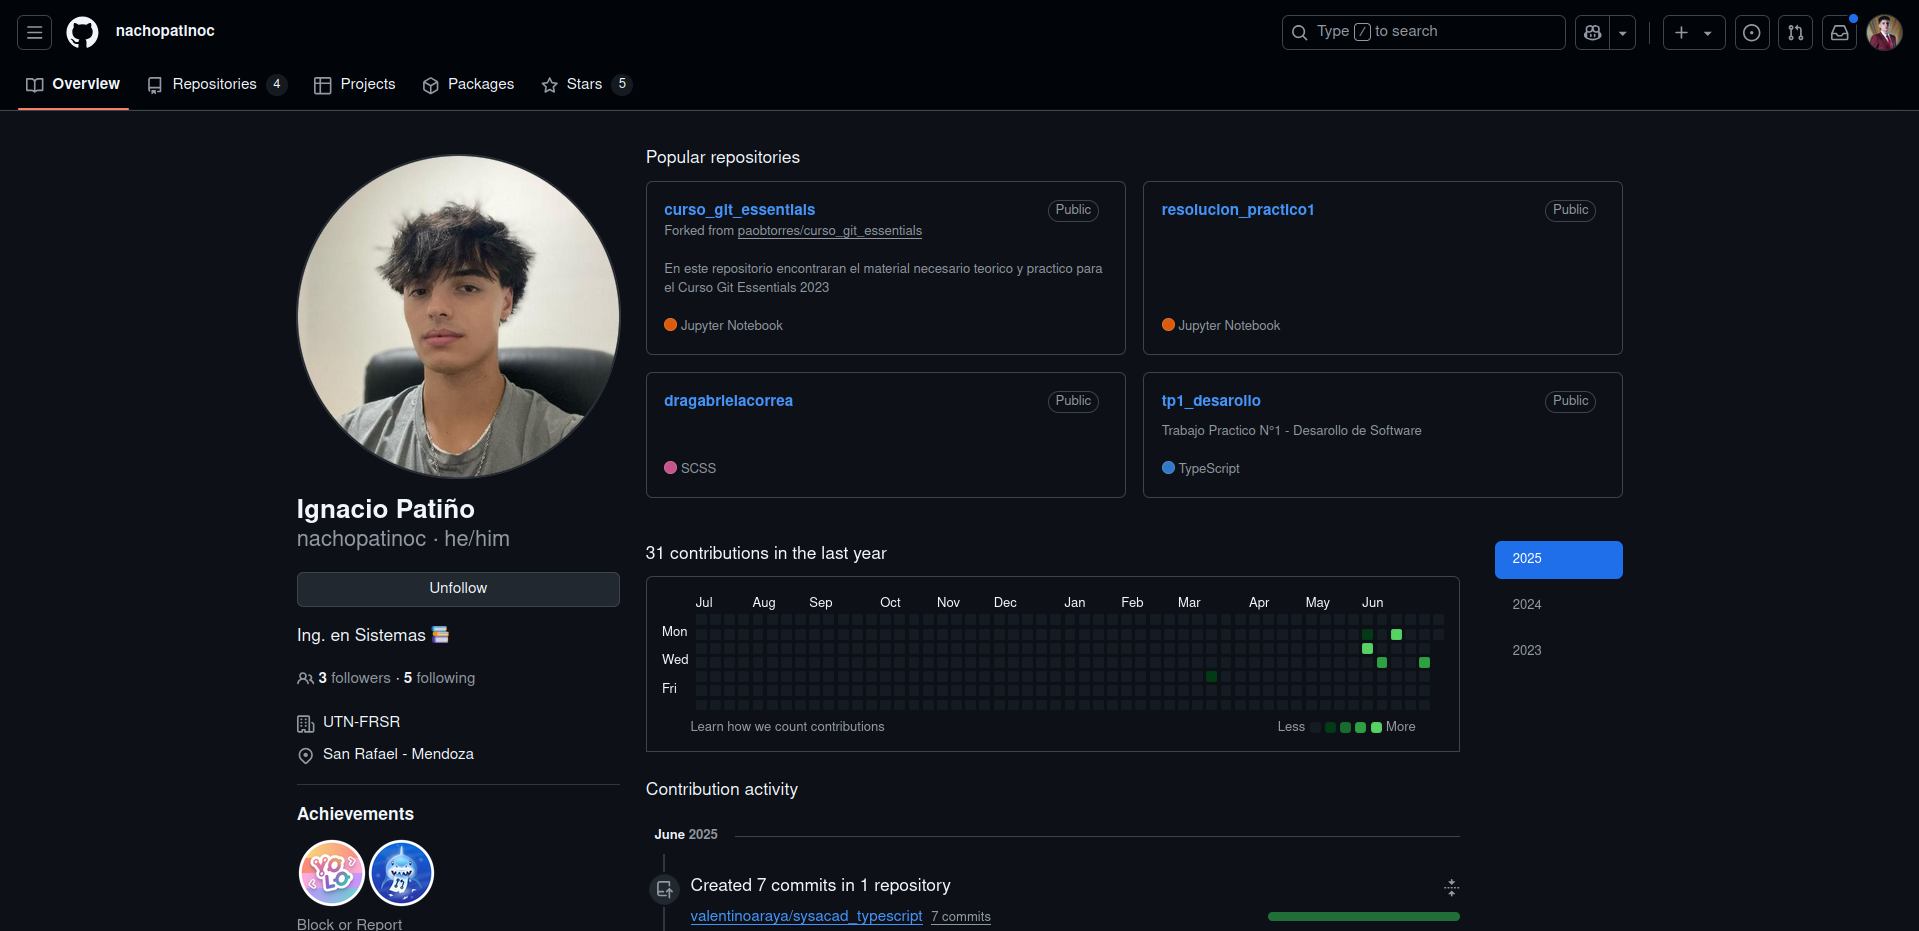 nachopatinoc
Type / to search
Overview
Repositories 4
Projects
Packages
Stars 5
Ignacio Patiño
nachopatinoc · he/him
Unfollow
Ing. en Sistemas
3 followers · 5 following
UTN-FRSR
San Rafael - Mendoza
Achievements
YOLO
Block or Report
Popular repositories
curso_git_essentials Public
Forked from paobtorres/curso_git_essentials
En este repositorio encontraran el material necesario teorico y practico para
el Curso Git Essentials 2023
Jupyter Notebook
resolucion_practico1 Public
Jupyter Notebook
dragabrielacorrea Public
SCSS
tp1_desarollo Public
Trabajo Practico N°1 - Desarollo de Software
TypeScript
31 contributions in the last year
Jul Aug Sep Oct Nov Dec Jan Feb Mar Apr May Jun
Mon
Wed
Fri
Learn how we count contributions
Less More
2025
2024
2023
Contribution activity
June 2025
Created 7 commits in 1 repository
valentinoaraya/sysacad_typescript 7 commits